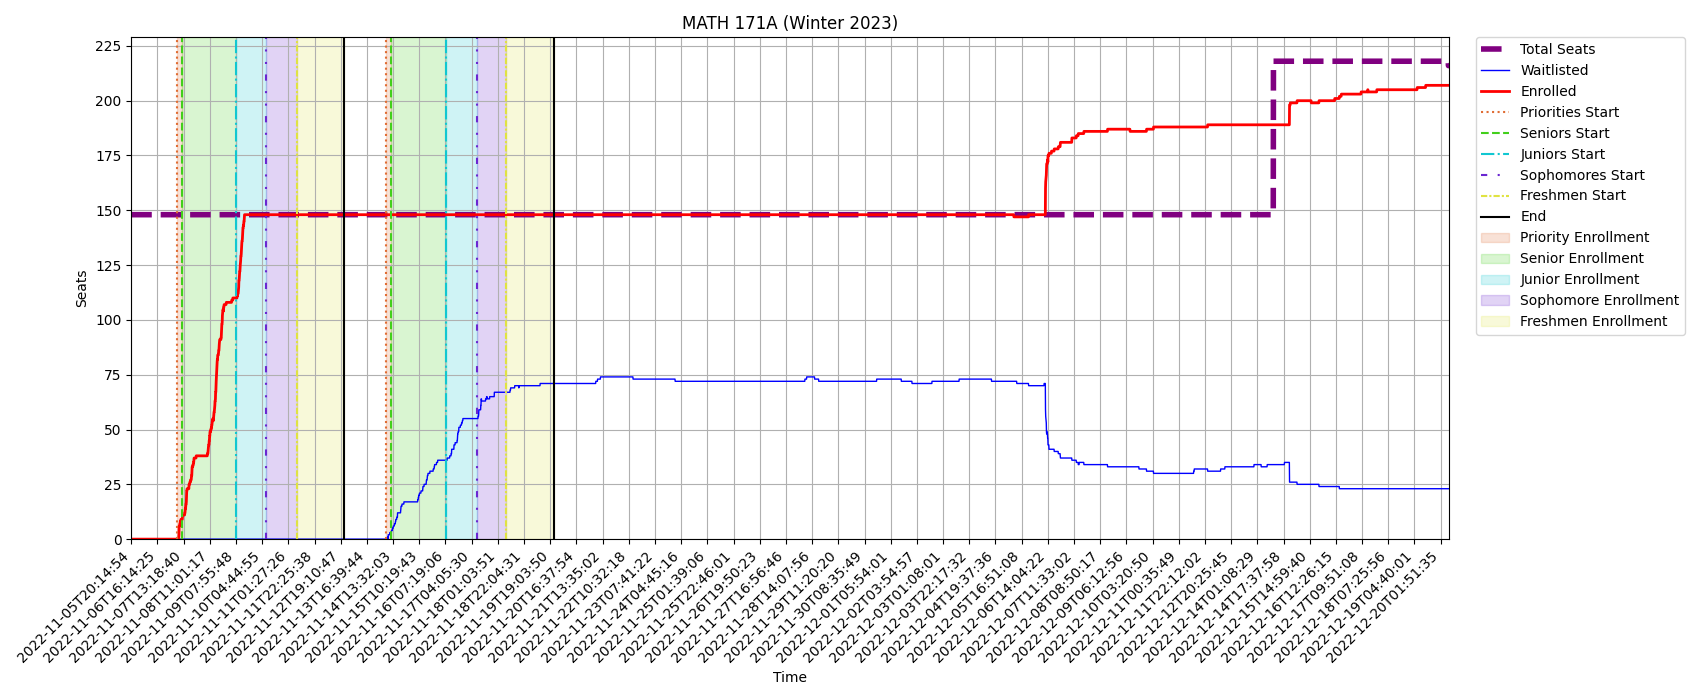 MATH 171A (Winter 2023)
225
200
175
150
125
100
75
50
25
0
Seats
2022-11-05T20:14:54
2022-11-06T16:14:25
2022-11-07T13:18:40
2022-11-08T11:01:17
2022-11-09T07:55:48
2022-11-10T04:44:55
2022-11-11T01:27:26
2022-11-11T22:25:38
2022-11-12T19:10:47
2022-11-13T16:39:44
2022-11-14T13:32:03
2022-11-15T10:19:43
2022-11-16T07:19:06
2022-11-17T04:05:30
2022-11-18T01:03:51
2022-11-18T22:04:31
2022-11-19T19:03:50
2022-11-20T16:37:54
2022-11-21T13:35:02
2022-11-22T10:32:18
2022-11-23T07:41:22
2022-11-24T04:45:16
2022-11-25T01:39:06
2022-11-25T22:46:01
2022-11-26T19:50:23
2022-11-27T16:56:46
2022-11-28T14:07:56
2022-11-29T11:20:20
2022-11-30T08:35:49
2022-12-01T05:54:01
2022-12-02T03:54:57
2022-12-03T01:08:01
2022-12-03T22:17:32
2022-12-04T19:37:36
2022-12-05T16:51:08
2022-12-06T14:04:22
2022-12-07T11:33:02
2022-12-08T08:50:17
2022-12-09T06:12:56
2022-12-10T03:20:50
2022-12-11T00:35:49
2022-12-11T22:12:02
2022-12-12T20:25:45
2022-12-14T01:08:29
2022-12-14T17:37:58
2022-12-15T14:59:40
2022-12-16T12:26:15
2022-12-17T09:51:08
2022-12-18T07:25:56
2022-12-19T04:40:01
2022-12-20T01:51:35
Time
Total Seats
Waitlisted
Enrolled
Priorities Start
Seniors Start
Juniors Start
Sophomores Start
Freshmen Start
End
Priority Enrollment
Senior Enrollment
Junior Enrollment
Sophomore Enrollment
Freshmen Enrollment